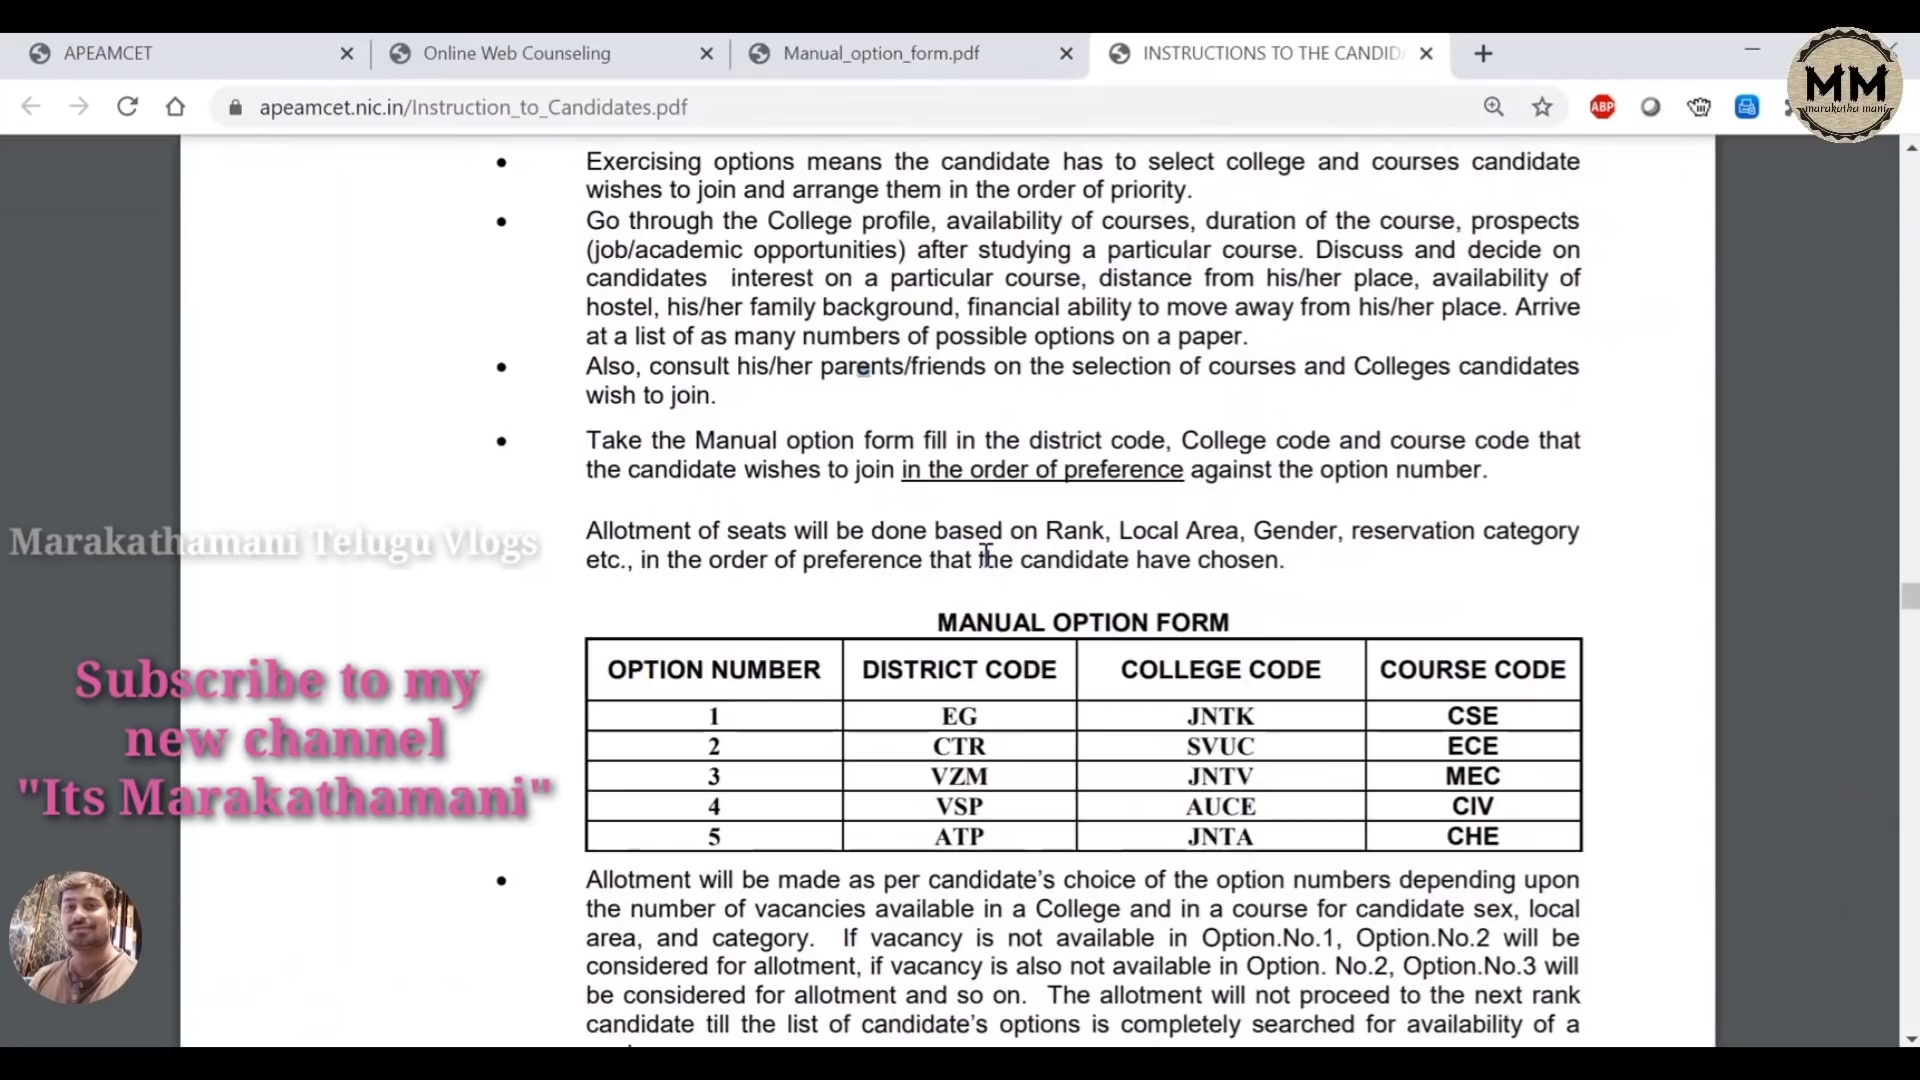 APEAMCET
Online Web Counseling
Manual_option_form.pdf
INSTRUCTIONS TO THE CANDID
apeamcet.nic.in/Instruction_to_Candidates.pdf
ABP
MM
marakatha mani
• Exercising options means the candidate has to select college and courses candidate
wishes to join and arrange them in the order of priority.
• Go through the College profile, availability of courses, duration of the course, prospects
(job/academic opportunities) after studying a particular course. Discuss and decide on
candidates interest on a particular course, distance from his/her place, availability of
hostel, his/her family background, financial ability to move away from his/her place. Arrive
at a list of as many numbers of possible options on a paper.
• Also, consult his/her parents/friends on the selection of courses and Colleges candidates
wish to join.
• Take the Manual option form fill in the district code, College code and course code that
the candidate wishes to join in the order of preference against the option number.
Allotment of seats will be done based on Rank, Local Area, Gender, reservation category
etc., in the order of preference that the candidate have chosen.
Marakathamani Telugu Vlogs
Subscribe to my
new channel
"Its Marakathamani"
MANUAL OPTION FORM
OPTION NUMBER DISTRICT CODE COLLEGE CODE COURSE CODE
1 EG JNTK CSE
2 CTR SVUC ECE
3 VZM JNTV MEC
4 VSP AUCE CIV
5 ATP JNTA CHE
• Allotment will be made as per candidate’s choice of the option numbers depending upon
the number of vacancies available in a College and in a course for candidate sex, local
area, and category. If vacancy is not available in Option.No.1, Option.No.2 will be
considered for allotment, if vacancy is also not available in Option. No.2, Option.No.3 will
be considered for allotment and so on. The allotment will not proceed to the next rank
candidate till the list of candidate’s options is completely searched for availability of a